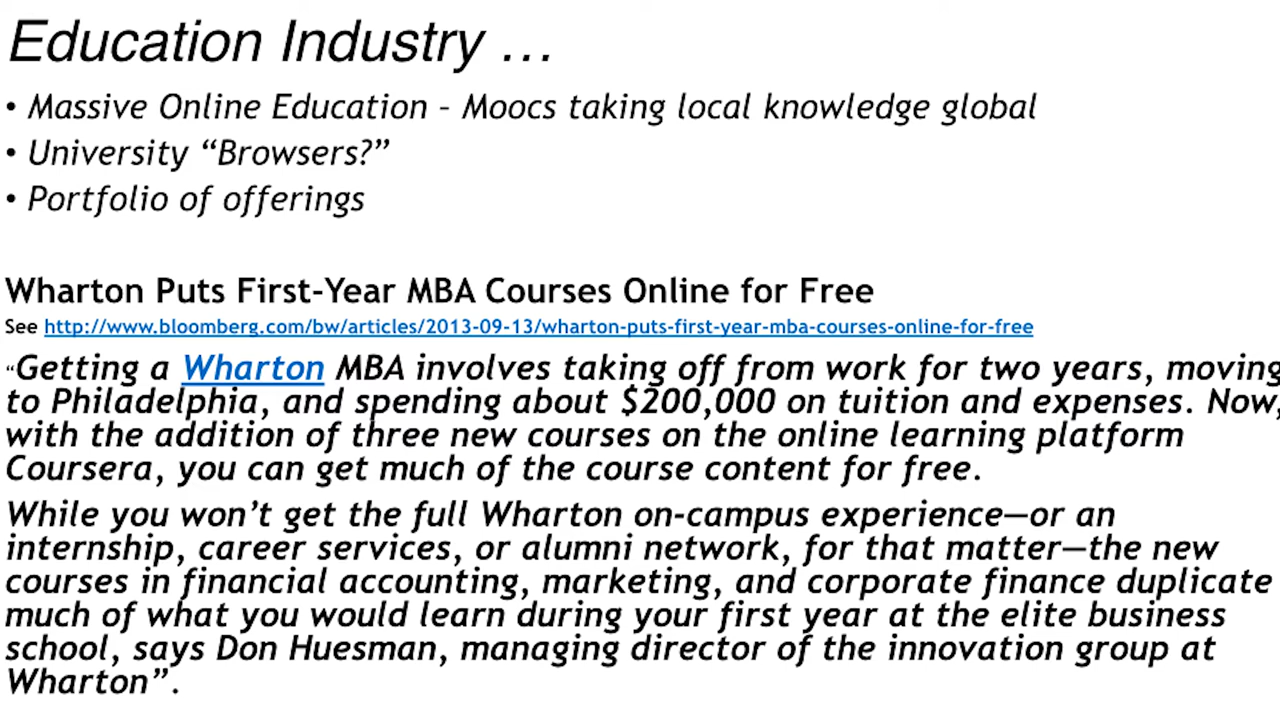 Education Industry …
• Massive Online Education – Moocs taking local knowledge global
• University “Browsers?”
• Portfolio of offerings
Wharton Puts First-Year MBA Courses Online for Free
See http://www.bloomberg.com/bw/articles/2013-09-13/wharton-puts-first-year-mba-courses-online-for-free
“Getting a Wharton MBA involves taking off from work for two years, moving
to Philadelphia, and spending about $200,000 on tuition and expenses. Now,
with the addition of three new courses on the online learning platform
Coursera, you can get much of the course content for free.
While you won’t get the full Wharton on-campus experience—or an
internship, career services, or alumni network, for that matter—the new
courses in financial accounting, marketing, and corporate finance duplicate
much of what you would learn during your first year at the elite business
school, says Don Huesman, managing director of the innovation group at
Wharton”.